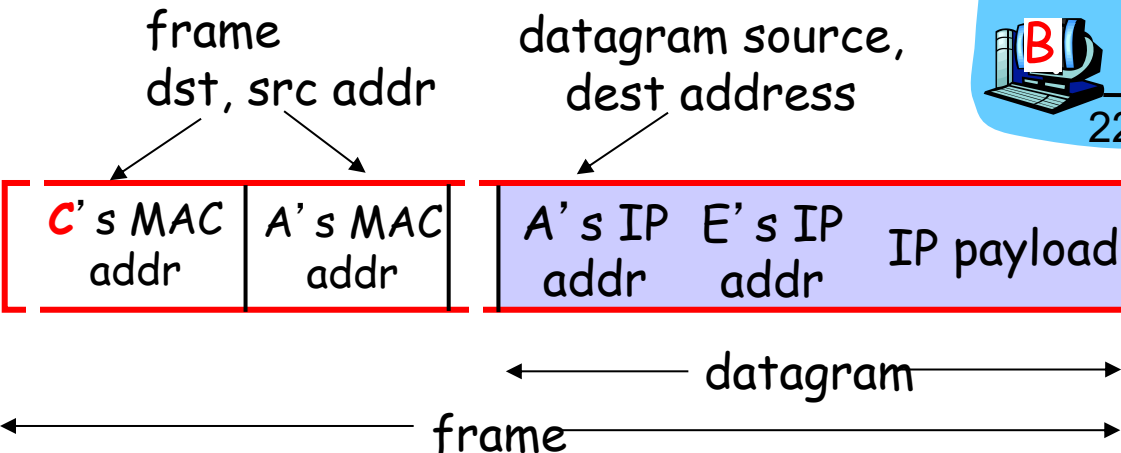 frame
dst, src addr
datagram source,
dest address
B
22
C's MAC
addr
A's MAC
addr
A's IP
addr
E's IP
addr
IP payload
datagram
frame